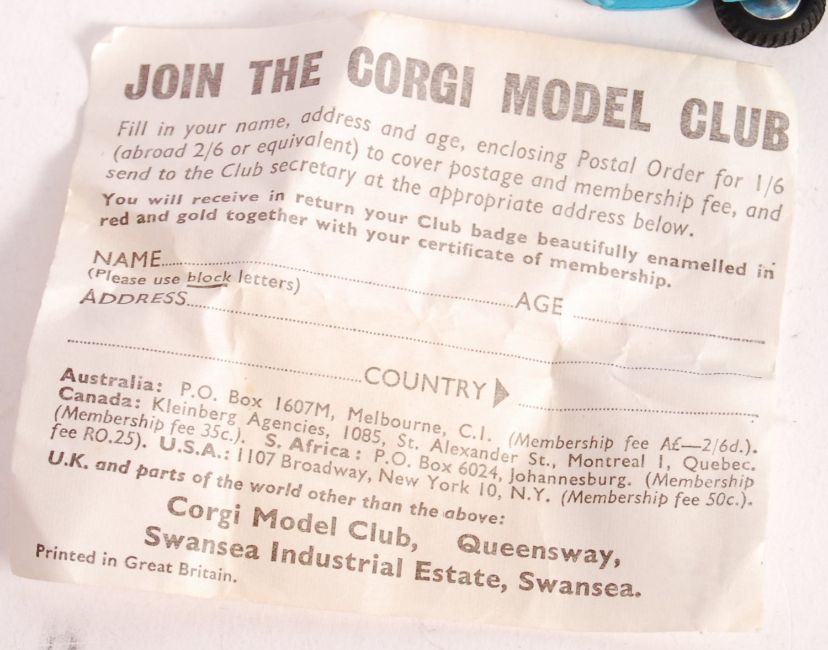 JOIN THE CORGI MODEL CLUB
Fill in your name, address and age, enclosing Postal Order for 1/6
(abroad 2/6 or equivalent) to cover postage and membership fee, and
send to the Club secretary at the appropriate address below.
You will receive in return your Club badge beautifully enamelled in
red and gold together with your certificate of membership.
NAME........................................AGE....................
(Please use block letters)
ADDRESS............................................................
..............................COUNTRY▶....................
Australia: P.O. Box 1607M, Melbourne, C.I. (Membership fee A£—2/6d.).
Canada: Kleinberg Agencies, 1085, St. Alexander St., Montreal 1, Quebec.
(Membership fee 35c.). S. Africa: P.O. Box 6024, Johannesburg. (Membership
fee RO.25). U.S.A.: 1107 Broadway, New York 10, N.Y. (Membership fee 50c.).
U.K. and parts of the world other than the above:
Corgi Model Club, Queensway,
Swansea Industrial Estate, Swansea.
Printed in Great Britain.